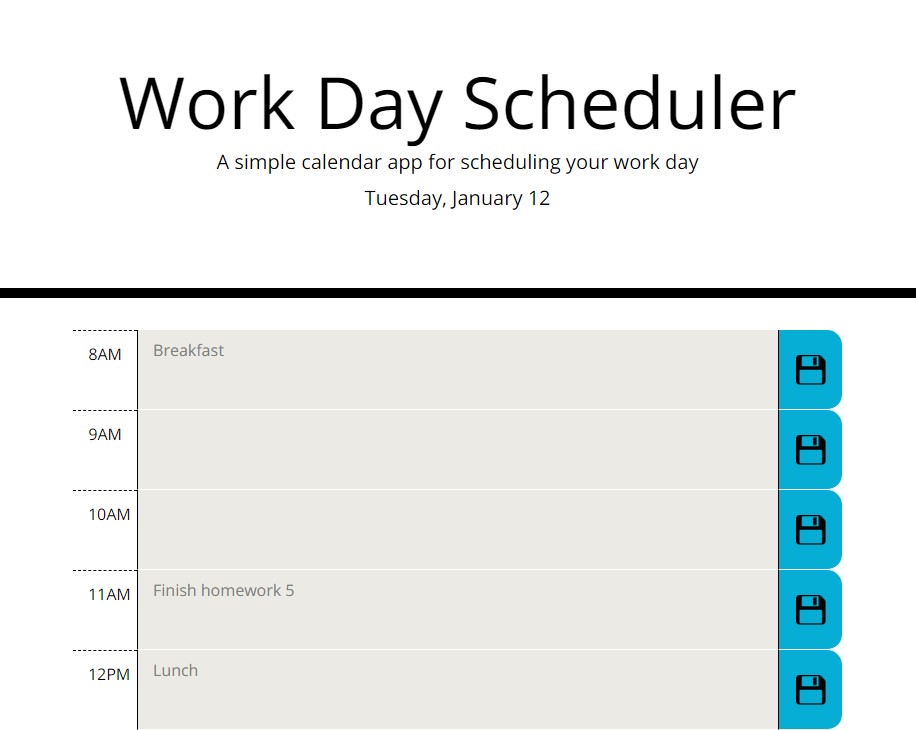 Work Day Scheduler
A simple calendar app for scheduling your work day
Tuesday, January 12
8AM Breakfast
9AM
10AM
11AM Finish homework 5
12PM Lunch